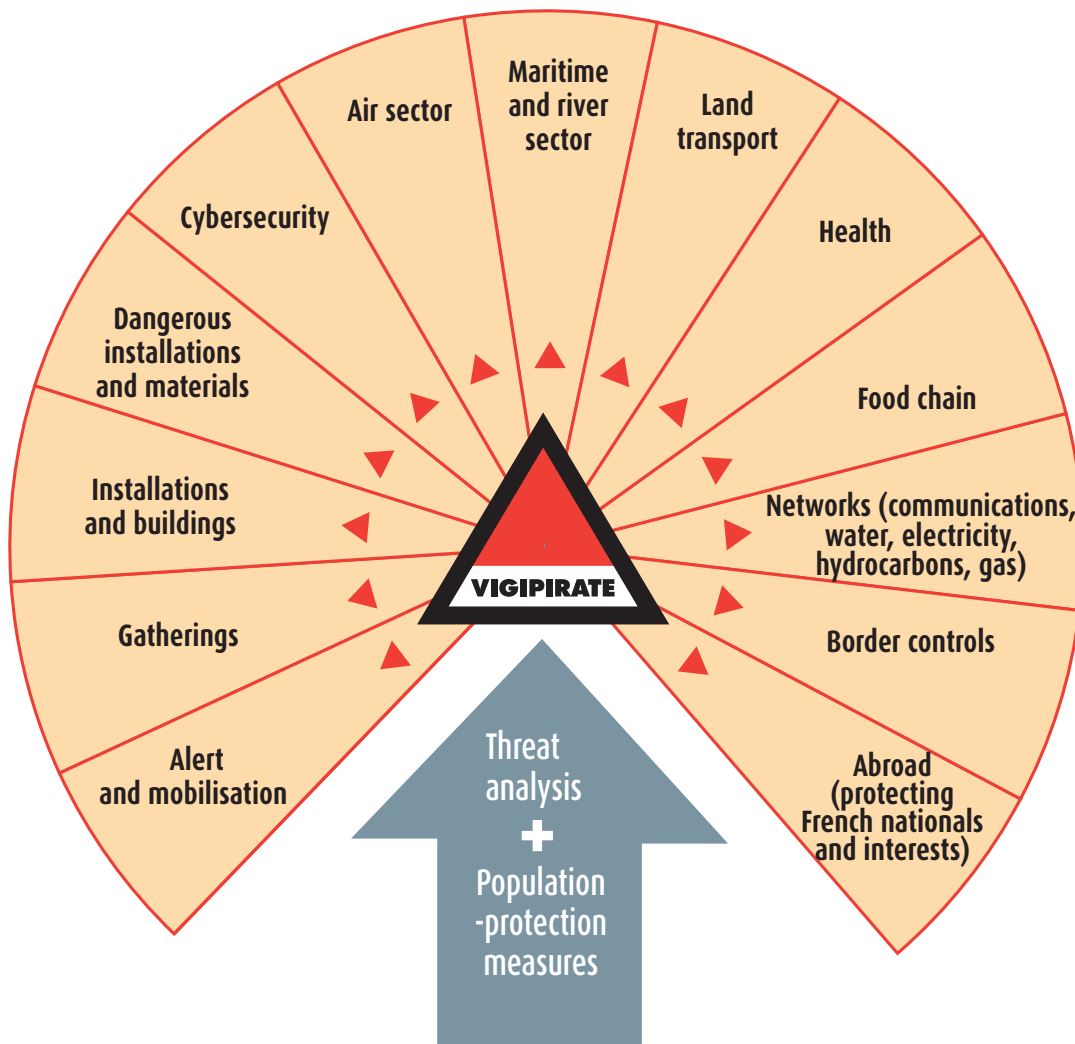 Maritime
and river
sector
Air sector
Land
transport
Cybersecurity
Health
Dangerous
installations
and materials
Food chain
Installations
and buildings
Networks (communications,
water, electricity,
hydrocarbons, gas)
VIGIPIRATE
Gatherings
Border controls
Alert
and mobilisation
Abroad
(protecting
French nationals
and interests)
Threat
analysis
+
Population
-protection
measures